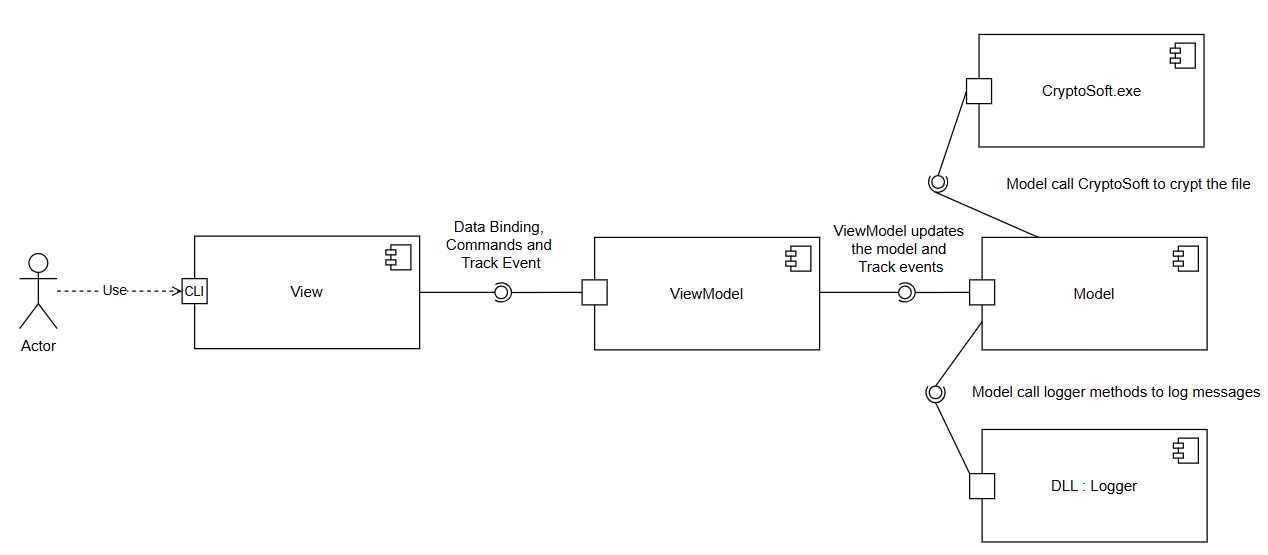 CryptoSoft.exe
Model call CryptoSoft to crypt the file
Data Binding,
Commands and
Track Event
ViewModel updates
the model and
Track events
Use
CLI
View
ViewModel
Model
Actor
Model call logger methods to log messages
DLL : Logger